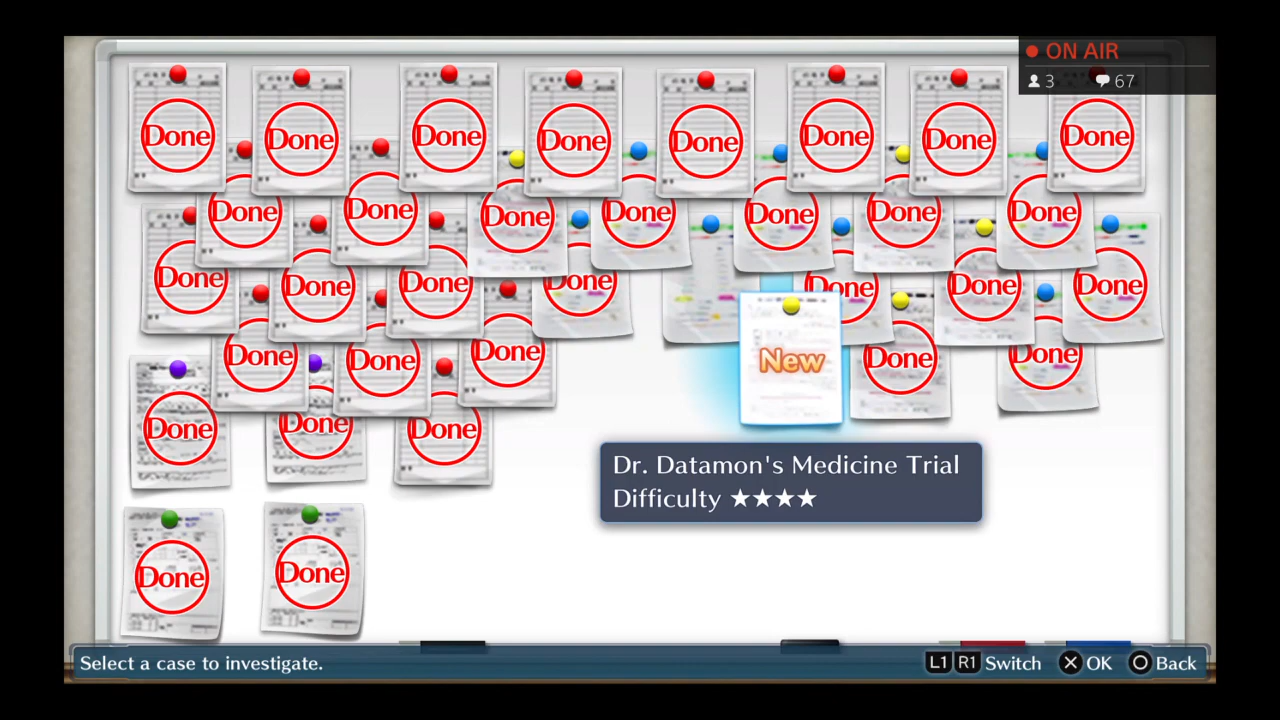 ON AIR
3 67
Done Done Done Done Done Done Done Done
Done Done Done Done Done Done Done
Done Done Done Done Done Done Done
Done Done Done New Done Done
Done Done Done
Dr. Datamon's Medicine Trial
Difficulty ★★★★
Done Done
Select a case to investigate.
L1 R1 Switch OK Back